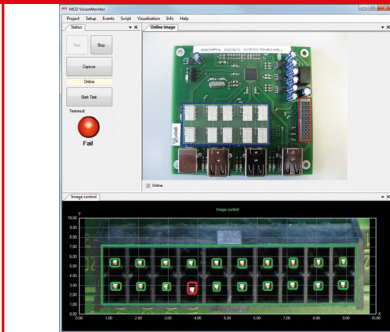 MCD VisionMonitor
Project Setup Events Script Visualisation Info Help
Status
Online image
Start
Stop
Capture
Online
Start Test
Testresult
Fail
Online
Image control
Image control
Y
10,00
9,00
8,00
7,00
6,00
5,00
4,00
3,00
2,00
1,00
0,00
0,00 1,00 2,00 3,00 4,00 5,00 6,00 7,00 8,00 9,00 10,00
X